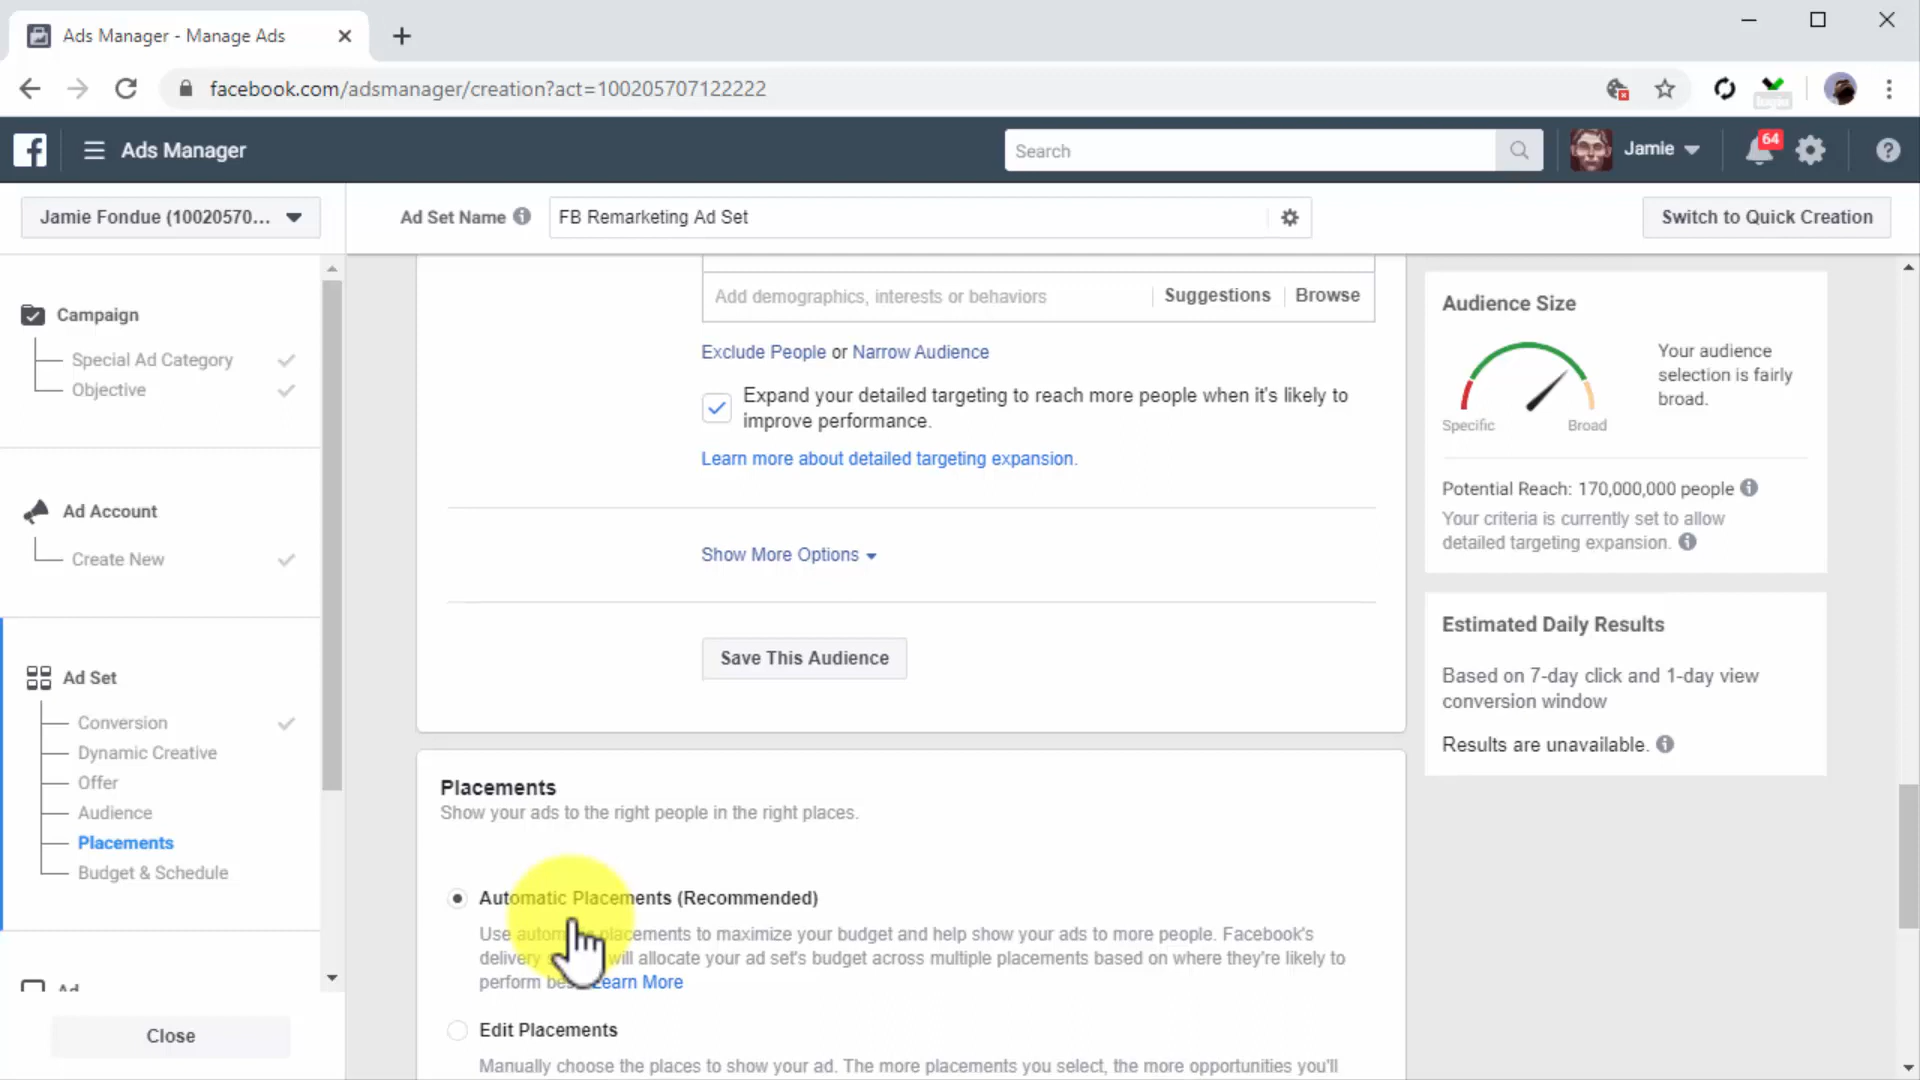 Ads Manager - Manage Ads
facebook.com/adsmanager/creation?act=100205707122222
Ads Manager
Search
Jamie
64
Jamie Fondue (10020570...
Ad Set Name
FB Remarketing Ad Set
Switch to Quick Creation
Campaign
Special Ad Category
Objective
Ad Account
Create New
Ad Set
Conversion
Dynamic Creative
Offer
Audience
Placements
Budget & Schedule
Ad
Close
Add demographics, interests or behaviors
Suggestions
Browse
Exclude People or Narrow Audience
Expand your detailed targeting to reach more people when it's likely to
improve performance.
Learn more about detailed targeting expansion.
Show More Options
Save This Audience
Placements
Show your ads to the right people in the right places.
Automatic Placements (Recommended)
Use placements to maximize your budget and help show your ads to more people. Facebook's
delivery will allocate your ad set's budget across multiple placements based on where they're likely to
perform Learn More
Edit Placements
Manually choose the places to show your ad. The more placements you select, the more opportunities you'll
Audience Size
Specific
Broad
Your audience
selection is fairly
broad.
Potential Reach: 170,000,000 people
Your criteria is currently set to allow
detailed targeting expansion.
Estimated Daily Results
Based on 7-day click and 1-day view
conversion window
Results are unavailable.